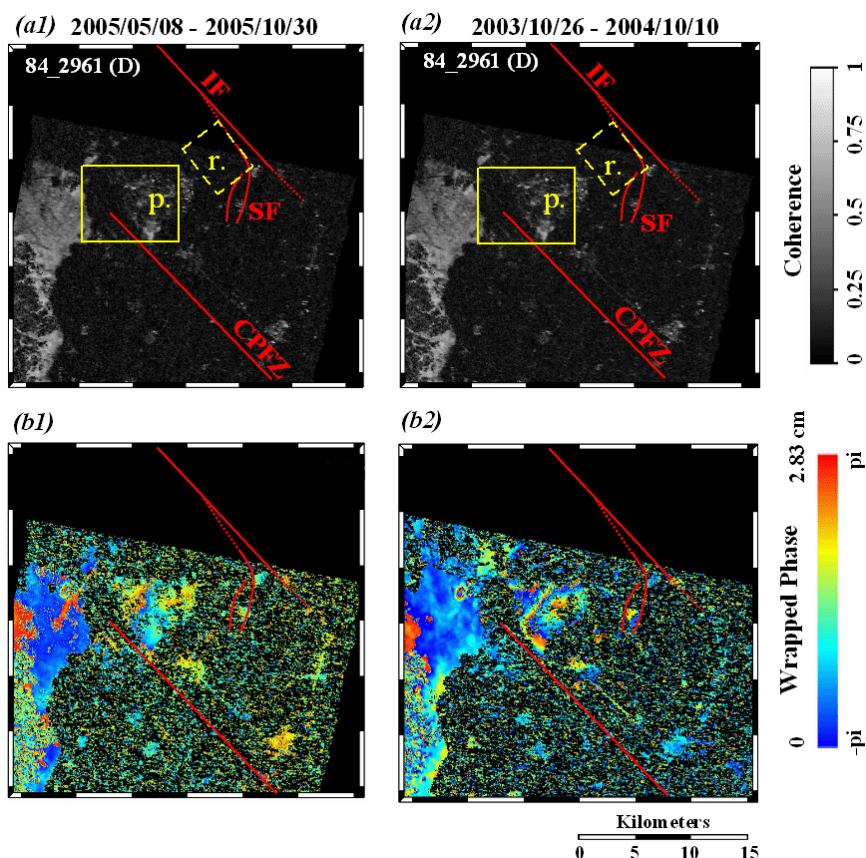 (a1) 2005/05/08 - 2005/10/30
(a2) 2003/10/26 - 2004/10/10
84_2961 (D)
IF
r.
p.
SF
CPFZ
84_2961 (D)
IF
r.
p.
SF
CPFZ
Coherence
0 0.25 0.5 0.75 1
(b1)
(b2)
0 Wrapped Phase 2.83 cm
-pi pi
Kilometers
0 5 10 15